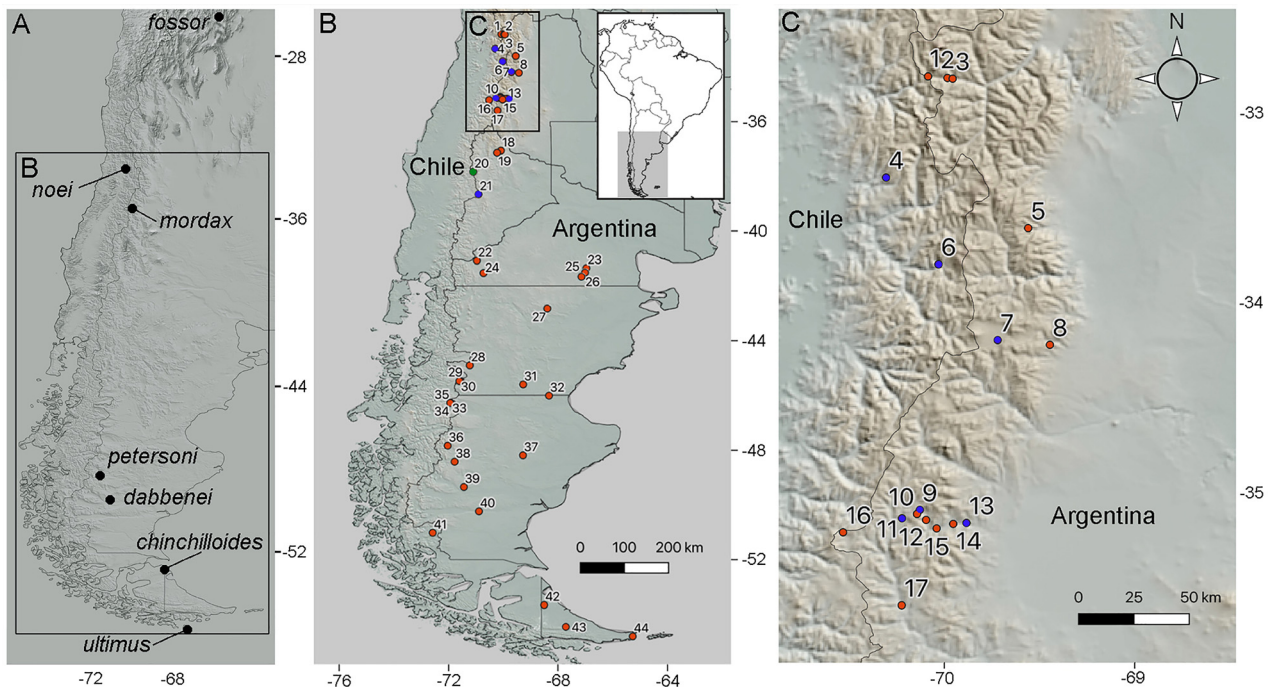 A
fossor
-28
B
noei
mordax
-36
-44
petersoni
dabbenei
chinchilloides
-52
ultimus
-72 -68
B
C
1 2
3
4 5
6 7 8
10 13
16 15
17
18
19
Chile 20
21
-36
Argentina
-40
22 23
24 25
26
27
-44
28
29
30 31
32
35
34 33
36 37
38
-48
39
40
41
0 100 200 km
-52
42
43 44
-76 -72 -68 -64
C
N
123
-33
4
Chile
5
6
-34
7 8
-35
10 9 13
16
11
12 14
15
Argentina
17
0 25 50 km
-70 -69